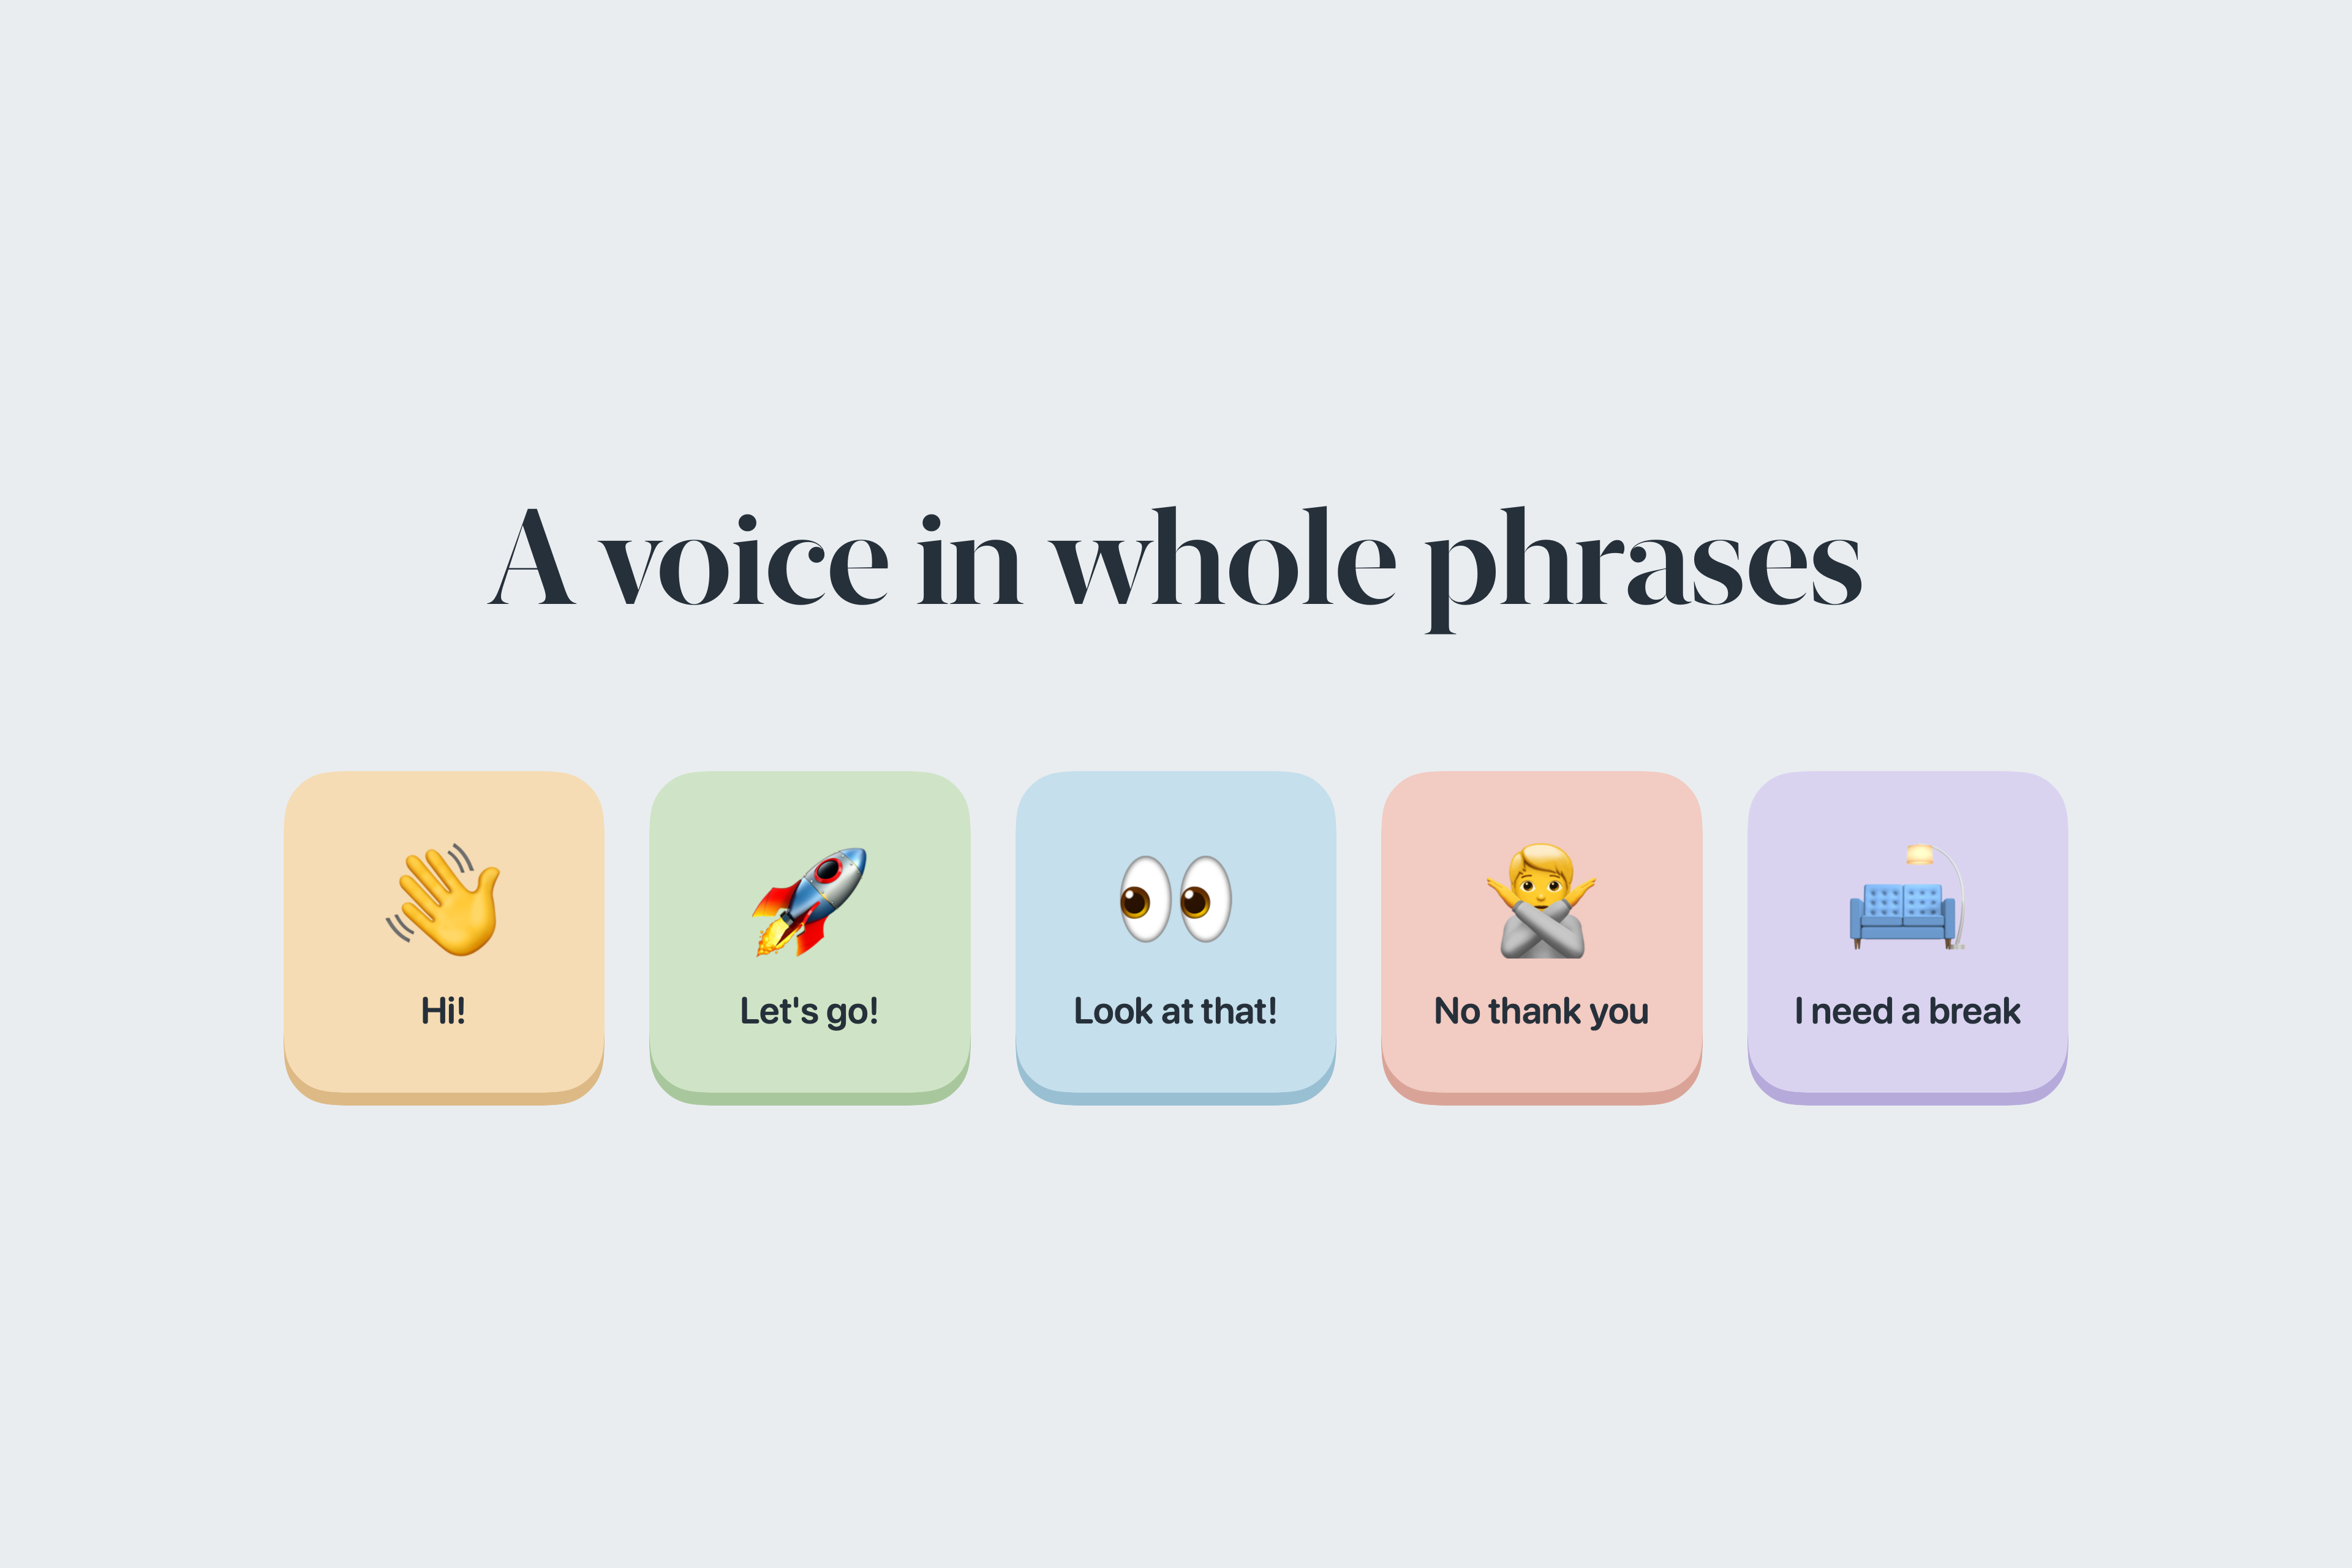 A voice in whole phrases
Hi!
Let's go!
Look at that!
No thank you
I need a break